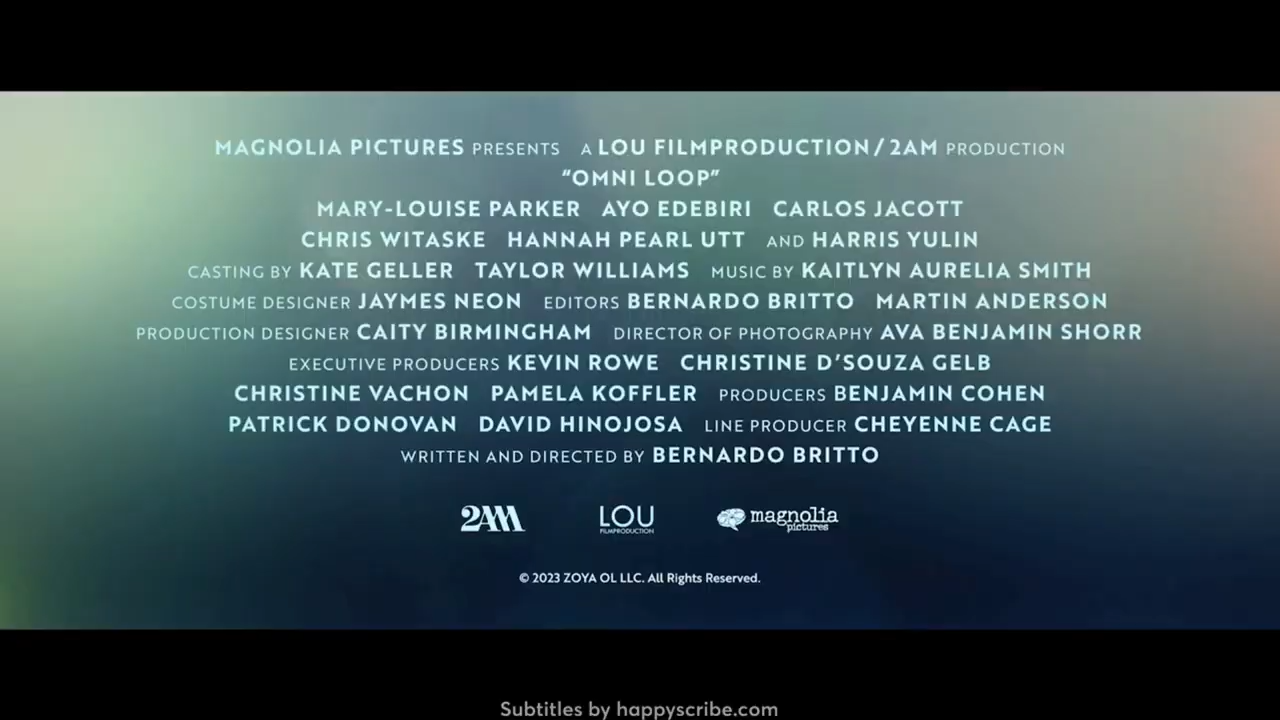 MAGNOLIA PICTURES PRESENTS A LOU FILMPRODUCTION / 2AM PRODUCTION
“OMNI LOOP”
MARY-LOUISE PARKER AYO EDEBIRI CARLOS JACOTT
CHRIS WITASKE HANNAH PEARL UTT AND HARRIS YULIN
CASTING BY KATE GELLER TAYLOR WILLIAMS MUSIC BY KAITLYN AURELIA SMITH
COSTUME DESIGNER JAYMES NEON EDITORS BERNARDO BRITTO MARTIN ANDERSON
PRODUCTION DESIGNER CAITY BIRMINGHAM DIRECTOR OF PHOTOGRAPHY AVA BENJAMIN SHORR
EXECUTIVE PRODUCERS KEVIN ROWE CHRISTINE D’SOUZA GELB
CHRISTINE VACHON PAMELA KOFFLER PRODUCERS BENJAMIN COHEN
PATRICK DONOVAN DAVID HINOJOSA LINE PRODUCER CHEYENNE CAGE
WRITTEN AND DIRECTED BY BERNARDO BRITTO
2AM
LOU
FILMPRODUCTION
magnolia
pictures
© 2023 ZOYA OL LLC. All Rights Reserved.
Subtitles by happyscribe.com